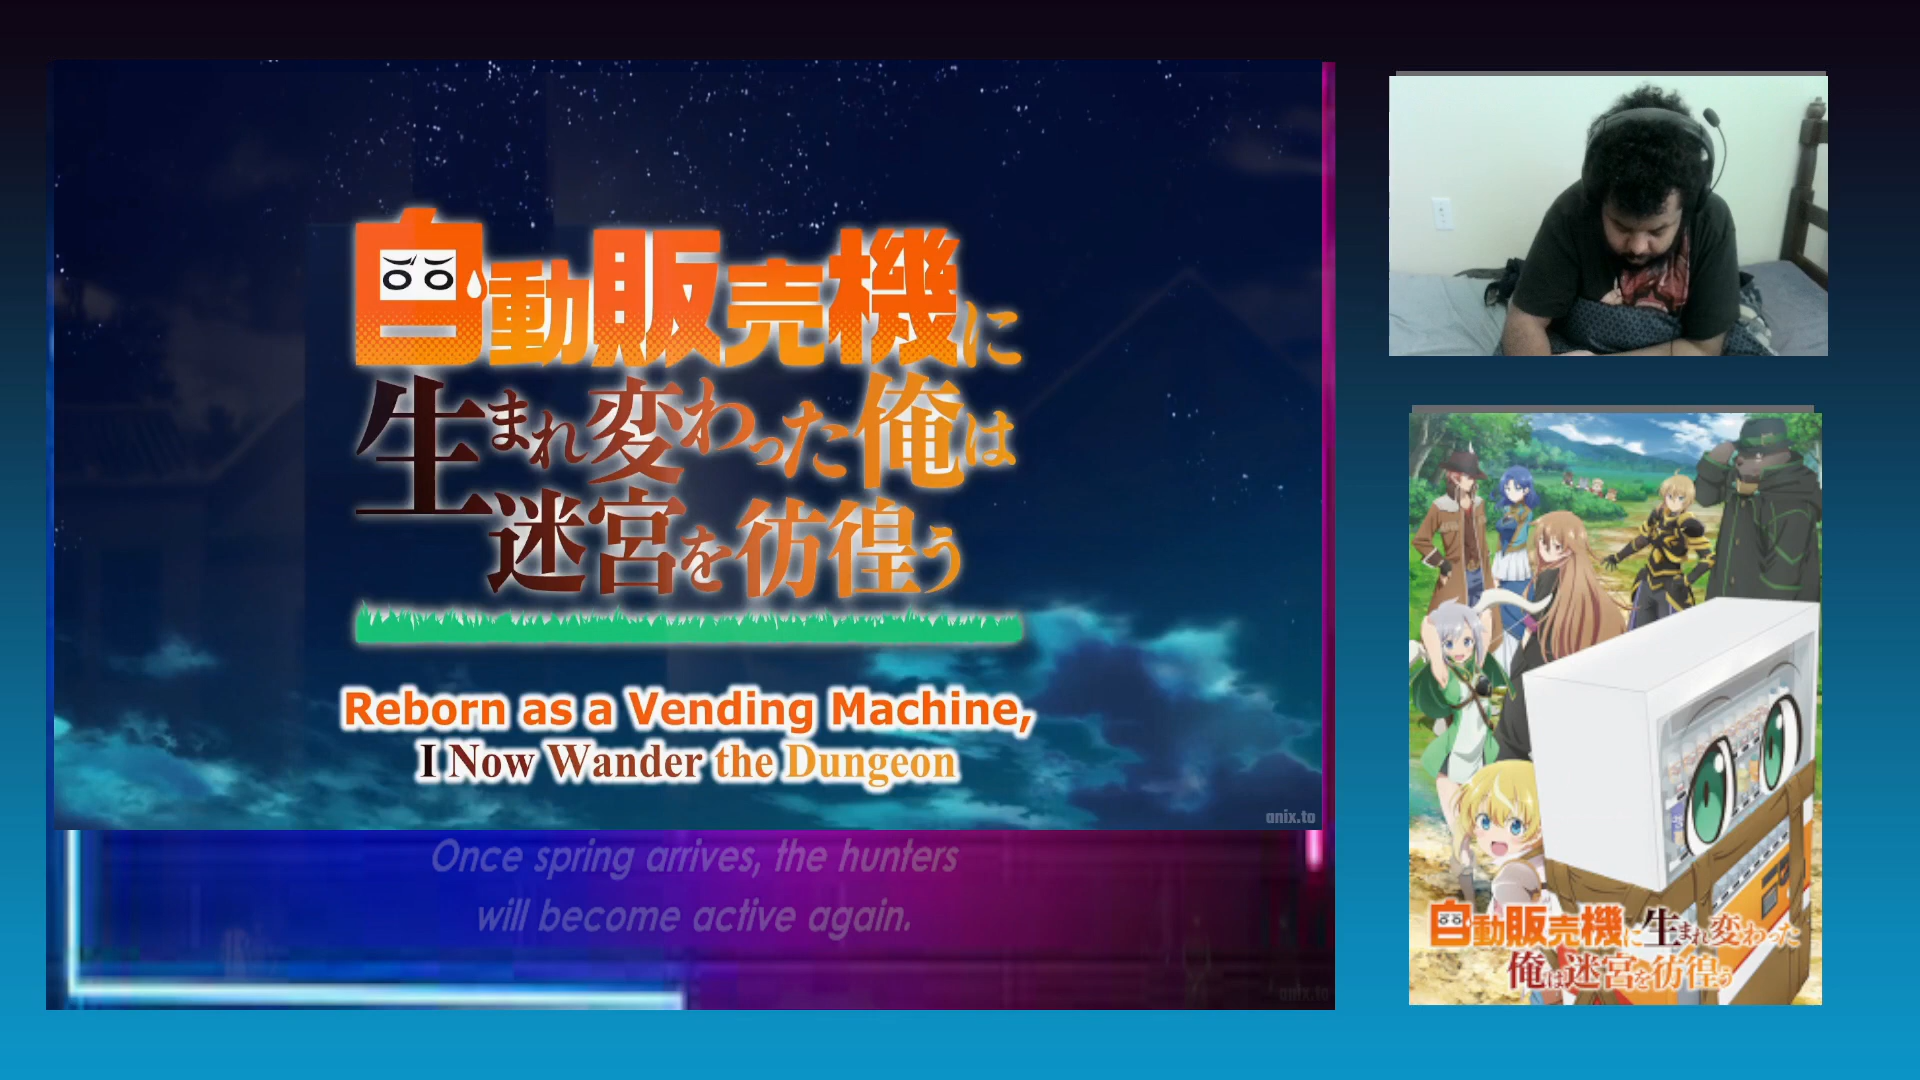 自動販売機に
生まれ変わった俺は
迷宮を彷徨う
Reborn as a Vending Machine,
I Now Wander the Dungeon
anix.to
Once spring arrives, the hunters
will become active again.
anix.to
自動販売機に生まれ変わった
俺は迷宮を彷徨う